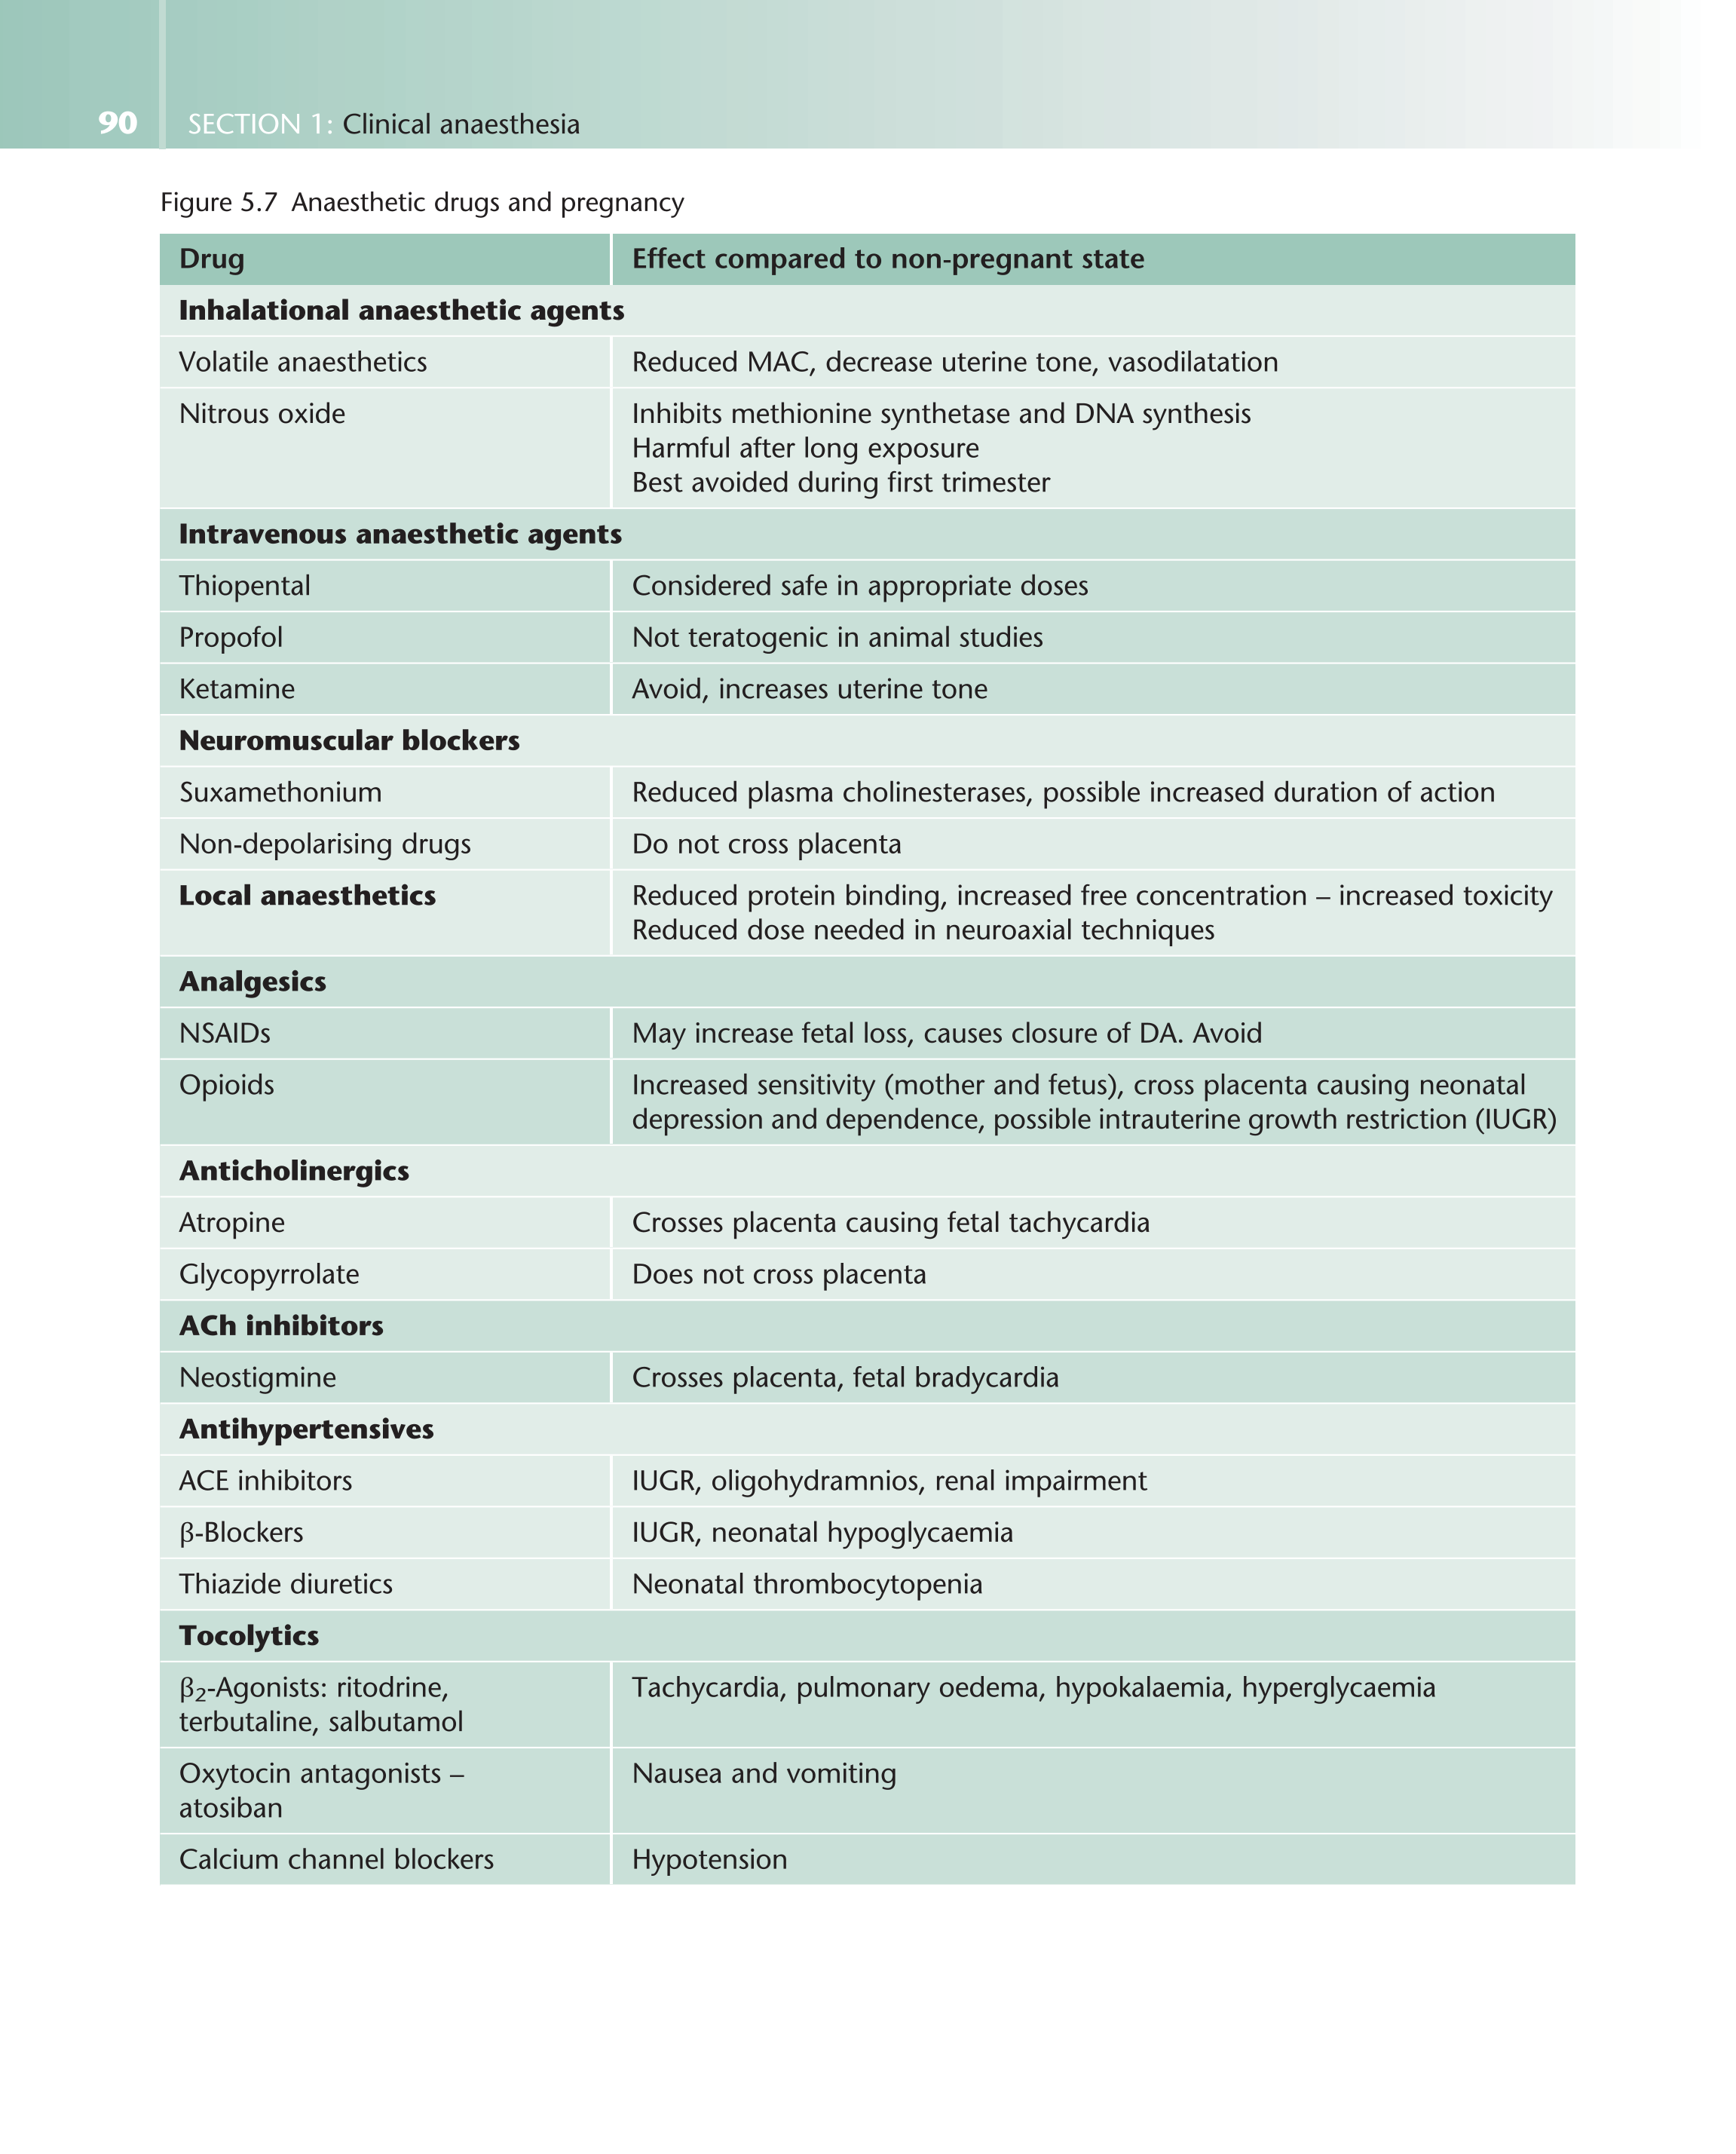 90 SECTION 1: Clinical anaesthesia
Figure 5.7 Anaesthetic drugs and pregnancy
Drug Effect compared to non-pregnant state
Inhalational anaesthetic agents
Volatile anaesthetics Reduced MAC, decrease uterine tone, vasodilatation
Nitrous oxide Inhibits methionine synthetase and DNA synthesis
Harmful after long exposure
Best avoided during first trimester
Intravenous anaesthetic agents
Thiopental Considered safe in appropriate doses
Propofol Not teratogenic in animal studies
Ketamine Avoid, increases uterine tone
Neuromuscular blockers
Suxamethonium Reduced plasma cholinesterases, possible increased duration of action
Non-depolarising drugs Do not cross placenta
Local anaesthetics Reduced protein binding, increased free concentration – increased toxicity
Reduced dose needed in neuroaxial techniques
Analgesics
NSAIDs May increase fetal loss, causes closure of DA. Avoid
Opioids Increased sensitivity (mother and fetus), cross placenta causing neonatal
depression and dependence, possible intrauterine growth restriction (IUGR)
Anticholinergics
Atropine Crosses placenta causing fetal tachycardia
Glycopyrrolate Does not cross placenta
ACh inhibitors
Neostigmine Crosses placenta, fetal bradycardia
Antihypertensives
ACE inhibitors IUGR, oligohydramnios, renal impairment
β-Blockers IUGR, neonatal hypoglycaemia
Thiazide diuretics Neonatal thrombocytopenia
Tocolytics
β₂-Agonists: ritodrine, Tachycardia, pulmonary oedema, hypokalaemia, hyperglycaemia
terbutaline, salbutamol
Oxytocin antagonists – Nausea and vomiting
atosiban
Calcium channel blockers Hypotension